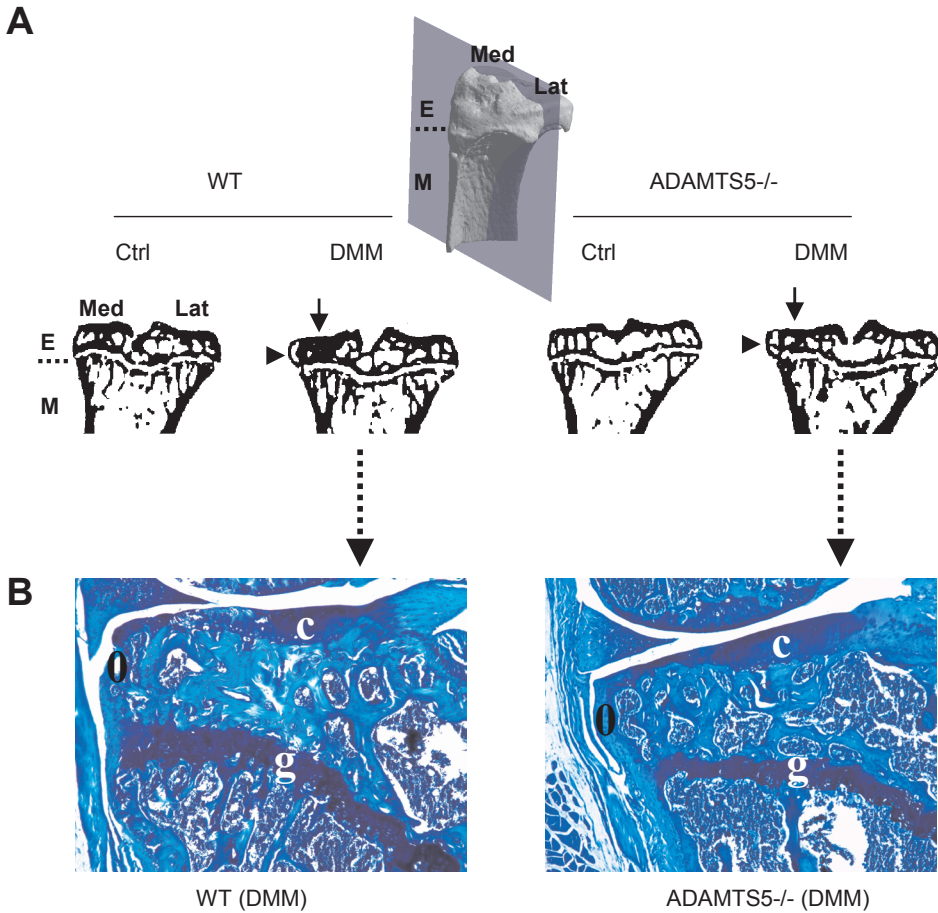 A
Med
Lat
E
M
WT
ADAMTS5-/-
Ctrl
DMM
Ctrl
DMM
Med
Lat
E
M
B
c
0
g
c
0
g
WT (DMM)
ADAMTS5-/- (DMM)